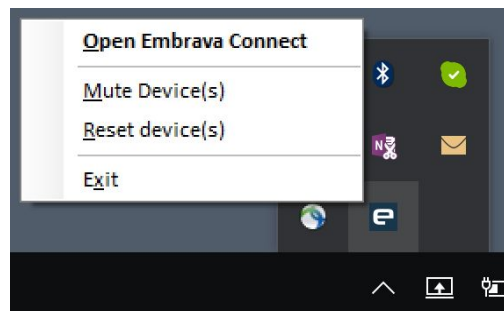 Open Embrava Connect
Mute Device(s)
Reset device(s)
Exit